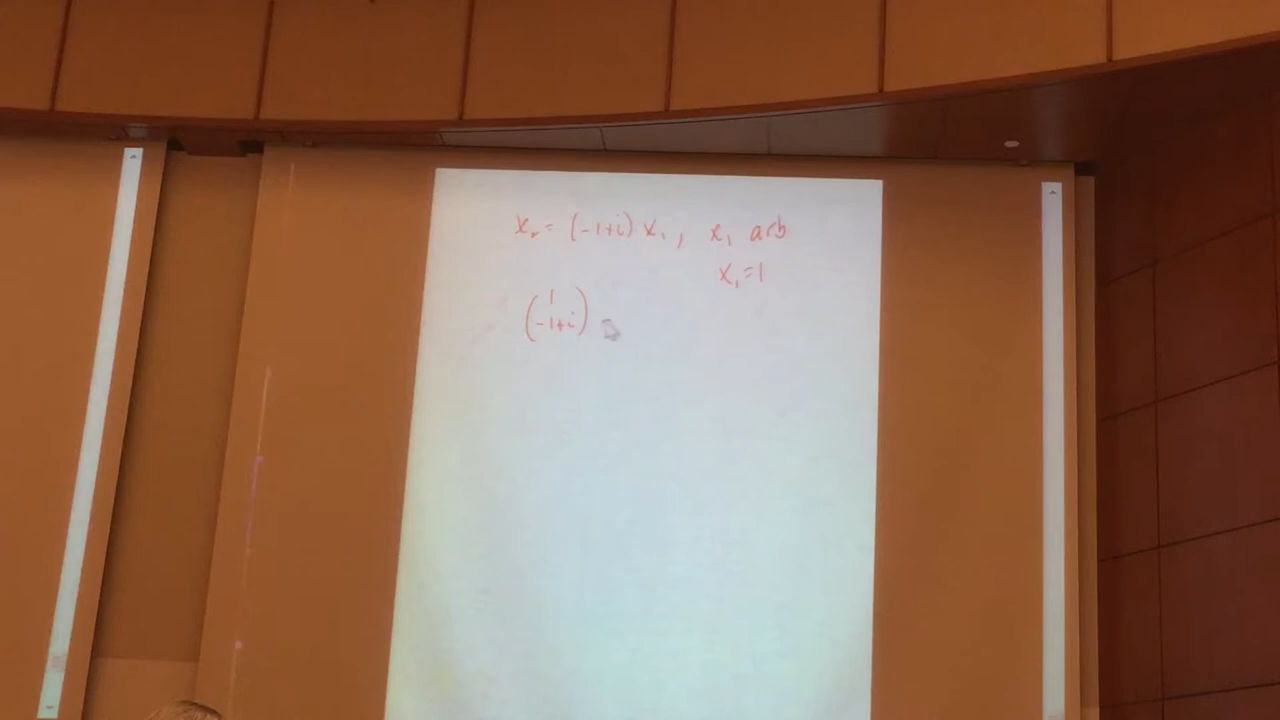 x₂ = (-1+i) x₁ , x₁ arb
x₁ = 1
( 1
-1+i )